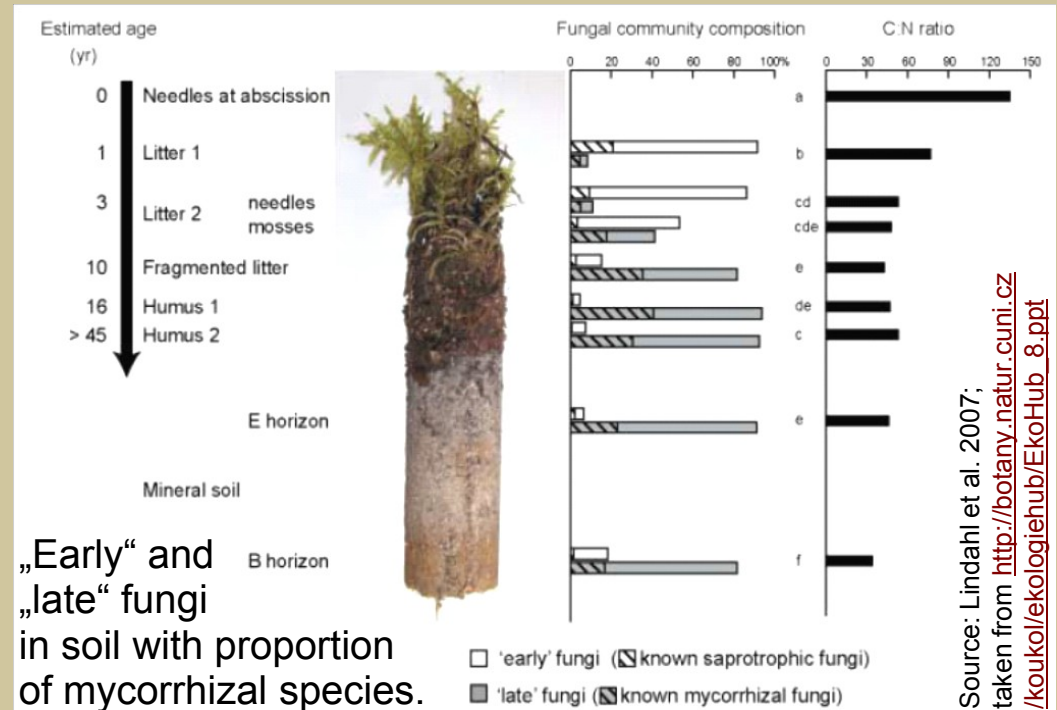 Estimated age
(yr)
Fungal community composition
C:N ratio
0 20 40 60 80 100%
0 30 60 90 120 150
0 Needles at abscission
a
1 Litter 1
b
3 Litter 2 needles
mosses
cd
cde
10 Fragmented litter
e
16 Humus 1
de
> 45 Humus 2
c
E horizon
e
Mineral soil
B horizon
f
„Early“ and
„late“ fungi
in soil with proportion
of mycorrhizal species.
'early' fungi (known saprotrophic fungi)
'late' fungi (known mycorrhizal fungi)
Source: Lindahl et al. 2007;
taken from http://botany.natur.cuni.cz
/koukol/ekologiehub/EkoHub_8.ppt